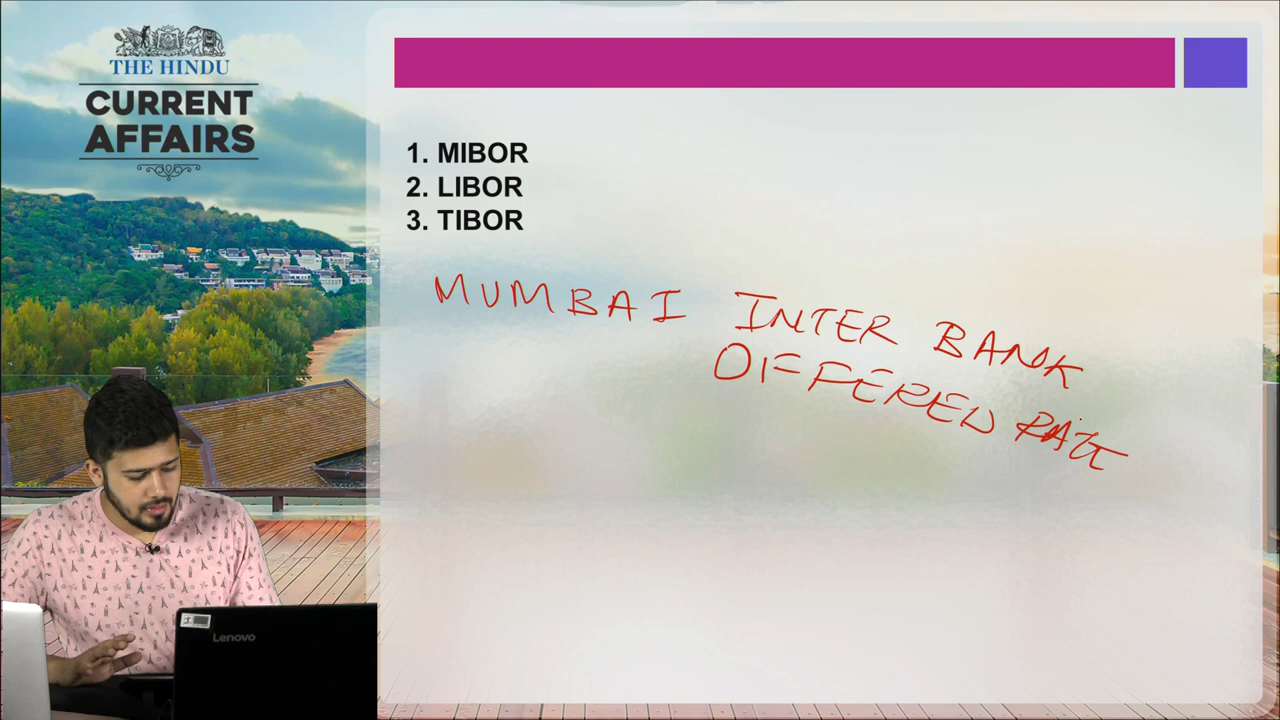 THE HINDU
CURRENT
AFFAIRS
1. MIBOR
2. LIBOR
3. TIBOR
MUMBAI INTER BANK
OFFERED RATE
Lenovo